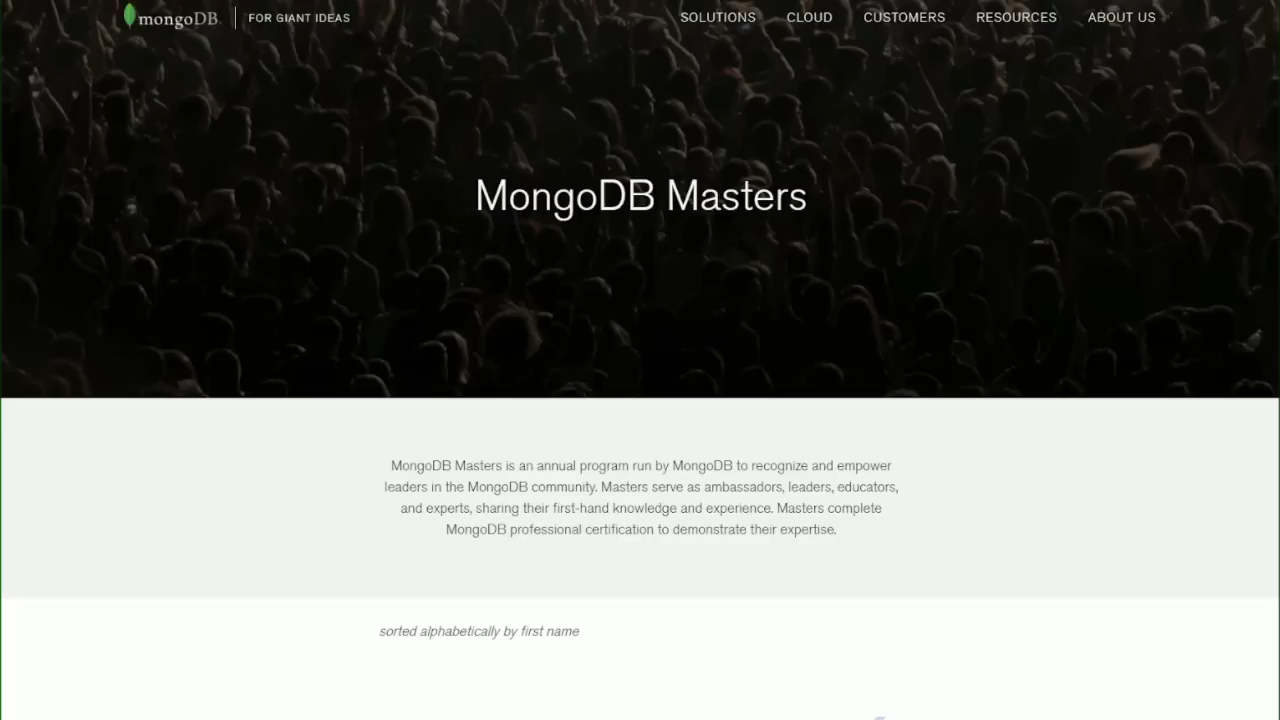 mongoDB
FOR GIANT IDEAS
SOLUTIONS
CLOUD
CUSTOMERS
RESOURCES
ABOUT US
MongoDB Masters
MongoDB Masters is an annual program run by MongoDB to recognize and empower
leaders in the MongoDB community. Masters serve as ambassadors, leaders, educators,
and experts, sharing their first-hand knowledge and experience. Masters complete
MongoDB professional certification to demonstrate their expertise.
sorted alphabetically by first name